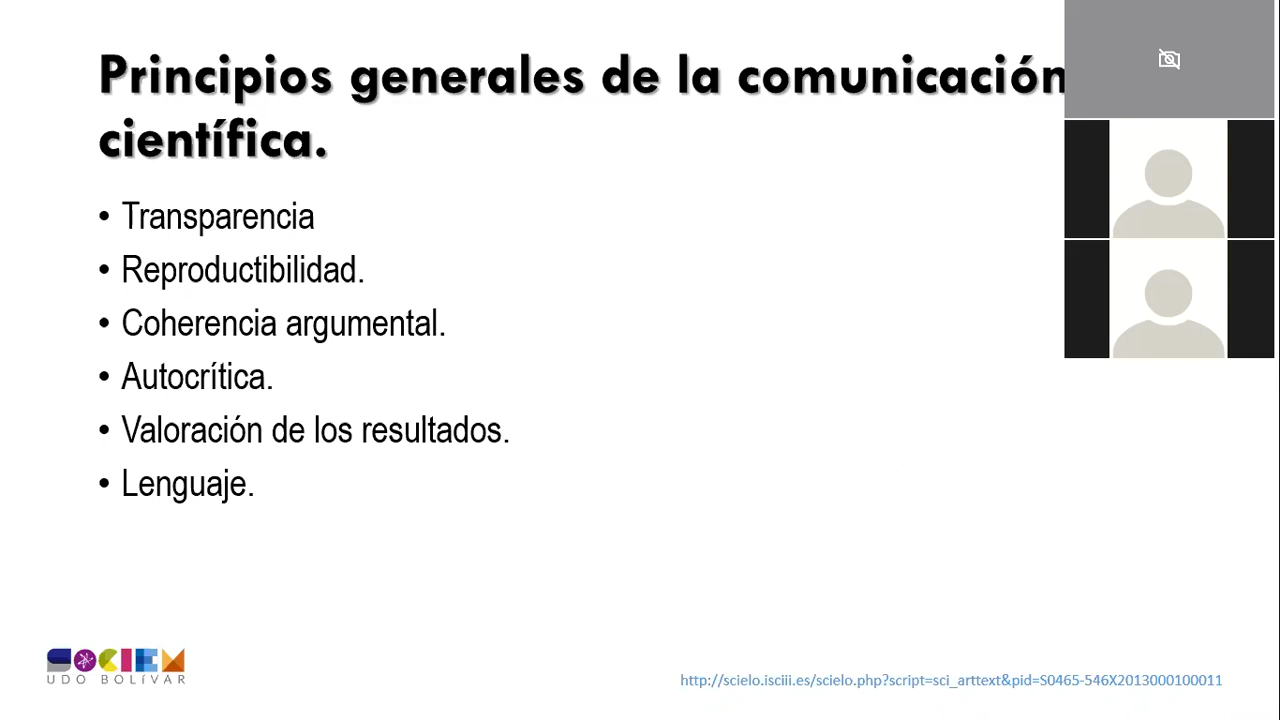 Principios generales de la comunicación
científica.
• Transparencia
• Reproductibilidad.
• Coherencia argumental.
• Autocrítica.
• Valoración de los resultados.
• Lenguaje.
SOCIEM
UDO BOLÍVAR
http://scielo.isciii.es/scielo.php?script=sci_arttext&pid=S0465-546X2013000100011